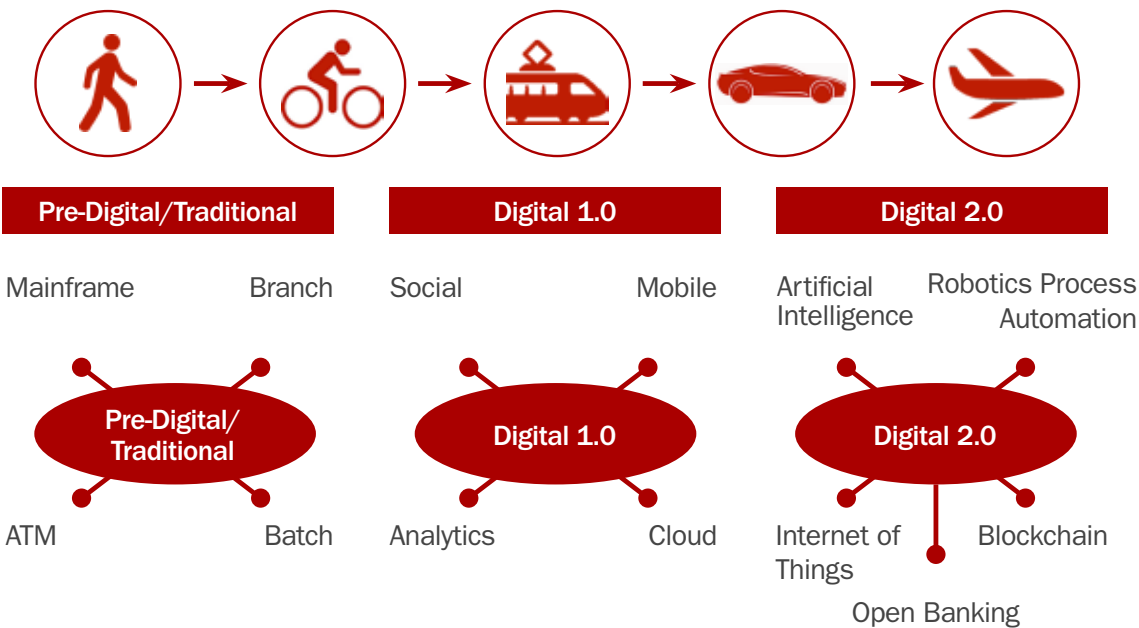 Pre-Digital/Traditional
Digital 1.0
Digital 2.0
Mainframe
Branch
Social
Mobile
Artificial
Intelligence
Robotics Process
Automation
Pre-Digital/
Traditional
Digital 1.0
Digital 2.0
ATM
Batch
Analytics
Cloud
Internet of
Things
Blockchain
Open Banking